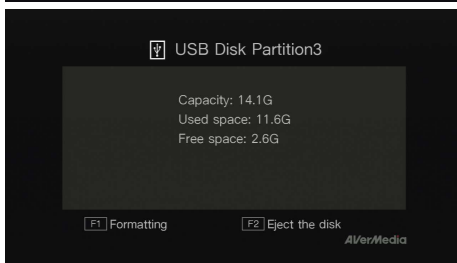 USB Disk Partition3
Capacity: 14.1G
Used space: 11.6G
Free space: 2.6G
F1 Formatting F2 Eject the disk
AVerMedia